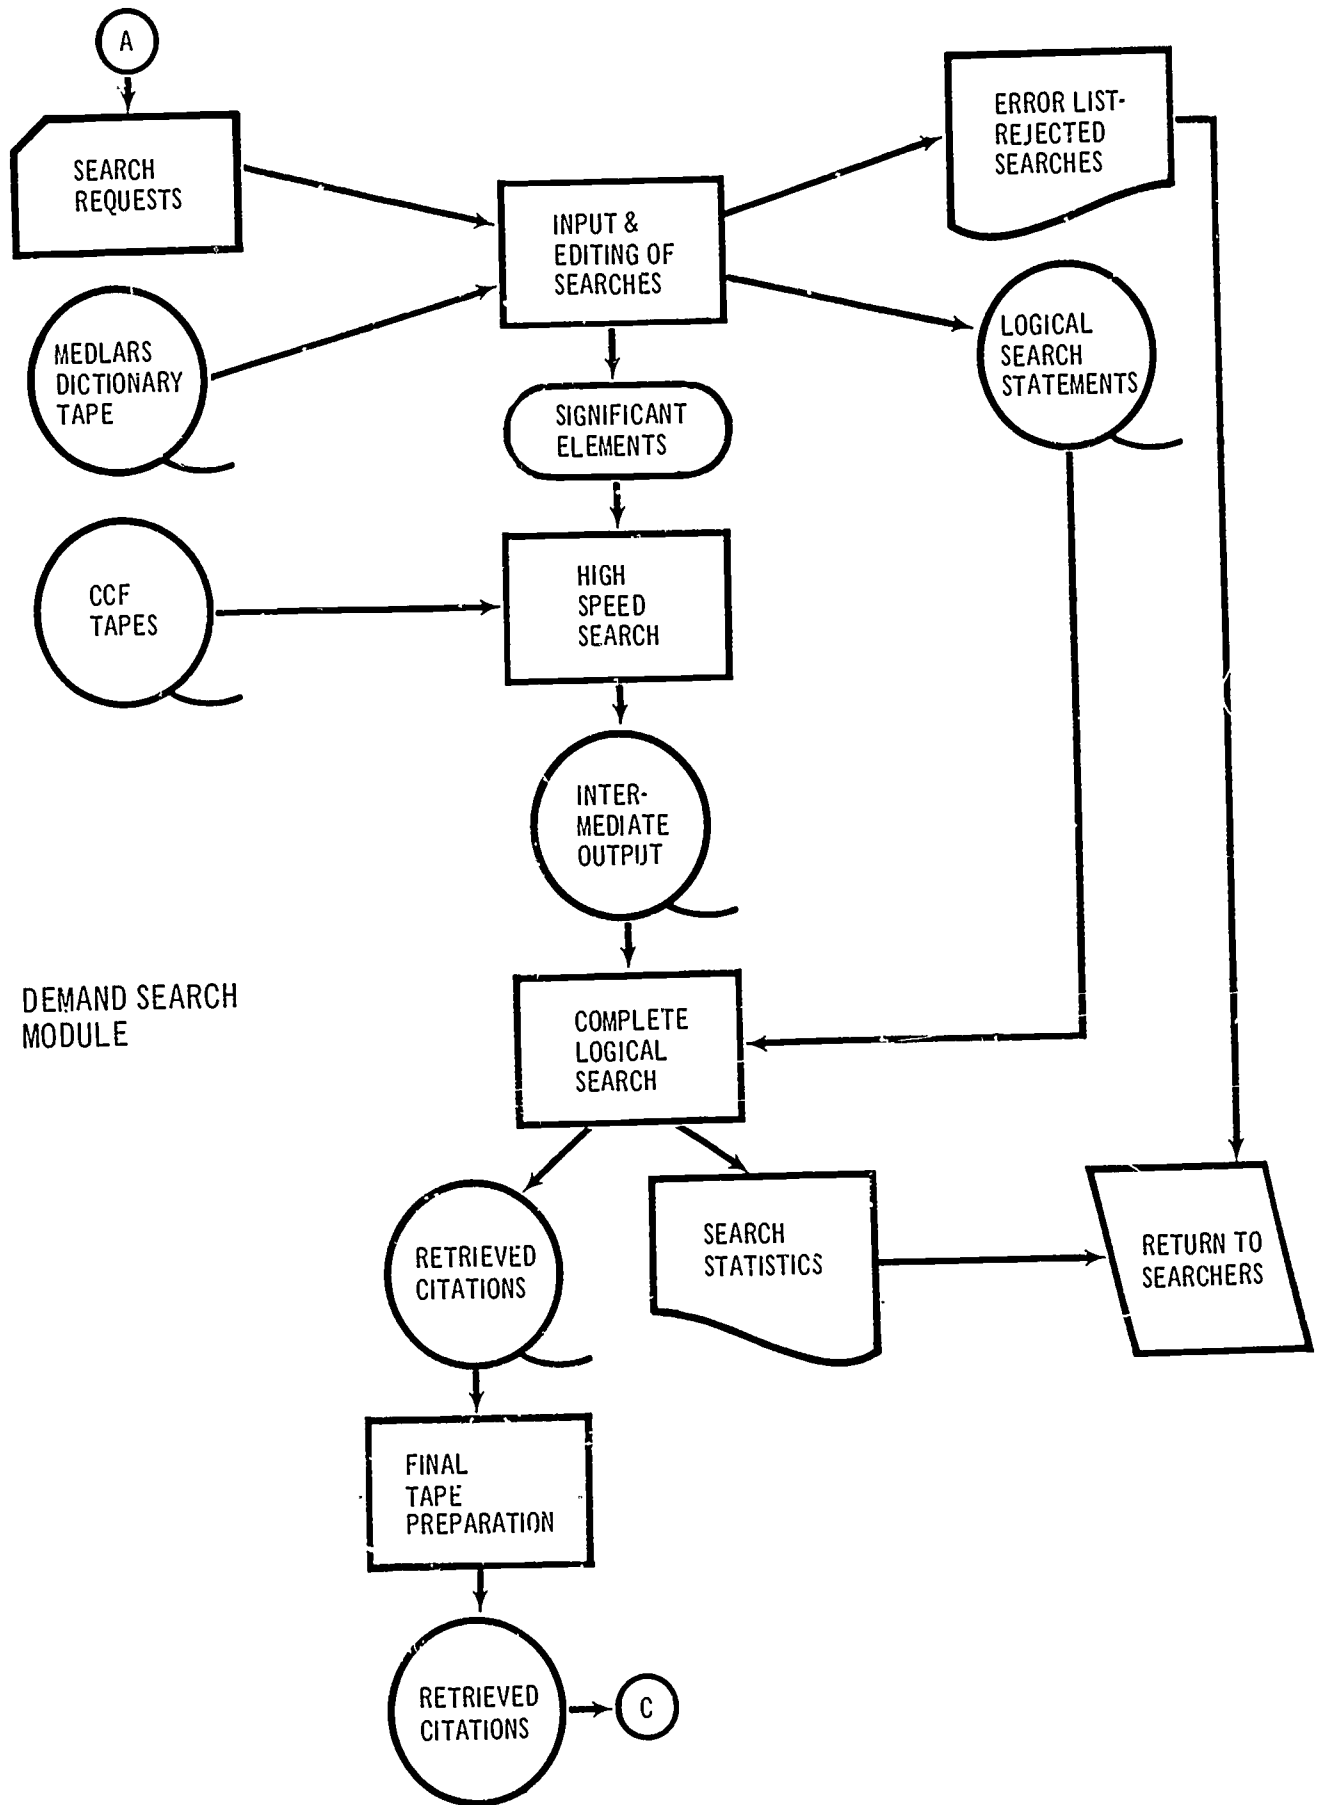 A
SEARCH
REQUESTS
ERROR LIST-
REJECTED
SEARCHES
INPUT &
EDITING OF
SEARCHES
MEDLARS
DICTIONARY
TAPE
LOGICAL
SEARCH
STATEMENTS
SIGNIFICANT
ELEMENTS
CCF
TAPES
HIGH
SPEED
SEARCH
INTER-
MEDIATE
OUTPUT
DEMAND SEARCH
MODULE
COMPLETE
LOGICAL
SEARCH
RETRIEVED
CITATIONS
SEARCH
STATISTICS
RETURN TO
SEARCHERS
FINAL
TAPE
PREPARATION
RETRIEVED
CITATIONS
C